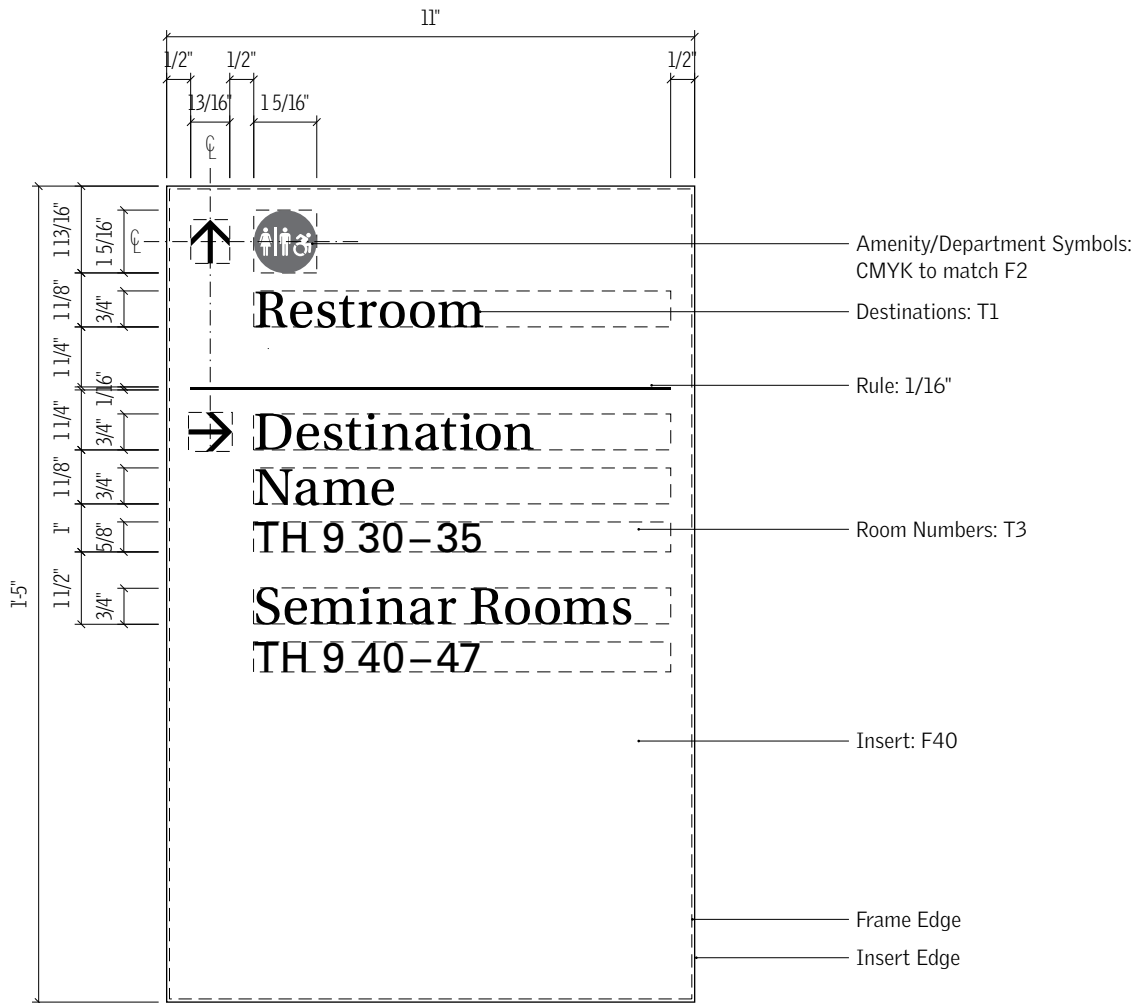 11"
1/2"
1/2"
1/2"
13/16"
1 5/16"
℄
1 13/16"
1 5/16"
℄
Amenity/Department Symbols:
CMYK to match F2
1 1/8"
3/4"
Restroom
Destinations: T1
1 1/4"
1/16"
Rule: 1/16"
1 1/4"
3/4"
Destination
1 1/8"
3/4"
Name
1"
5/8"
TH 9 30–35
Room Numbers: T3
1'-5"
1 1/2"
3/4"
Seminar Rooms
TH 9 40–47
Insert: F40
Frame Edge
Insert Edge